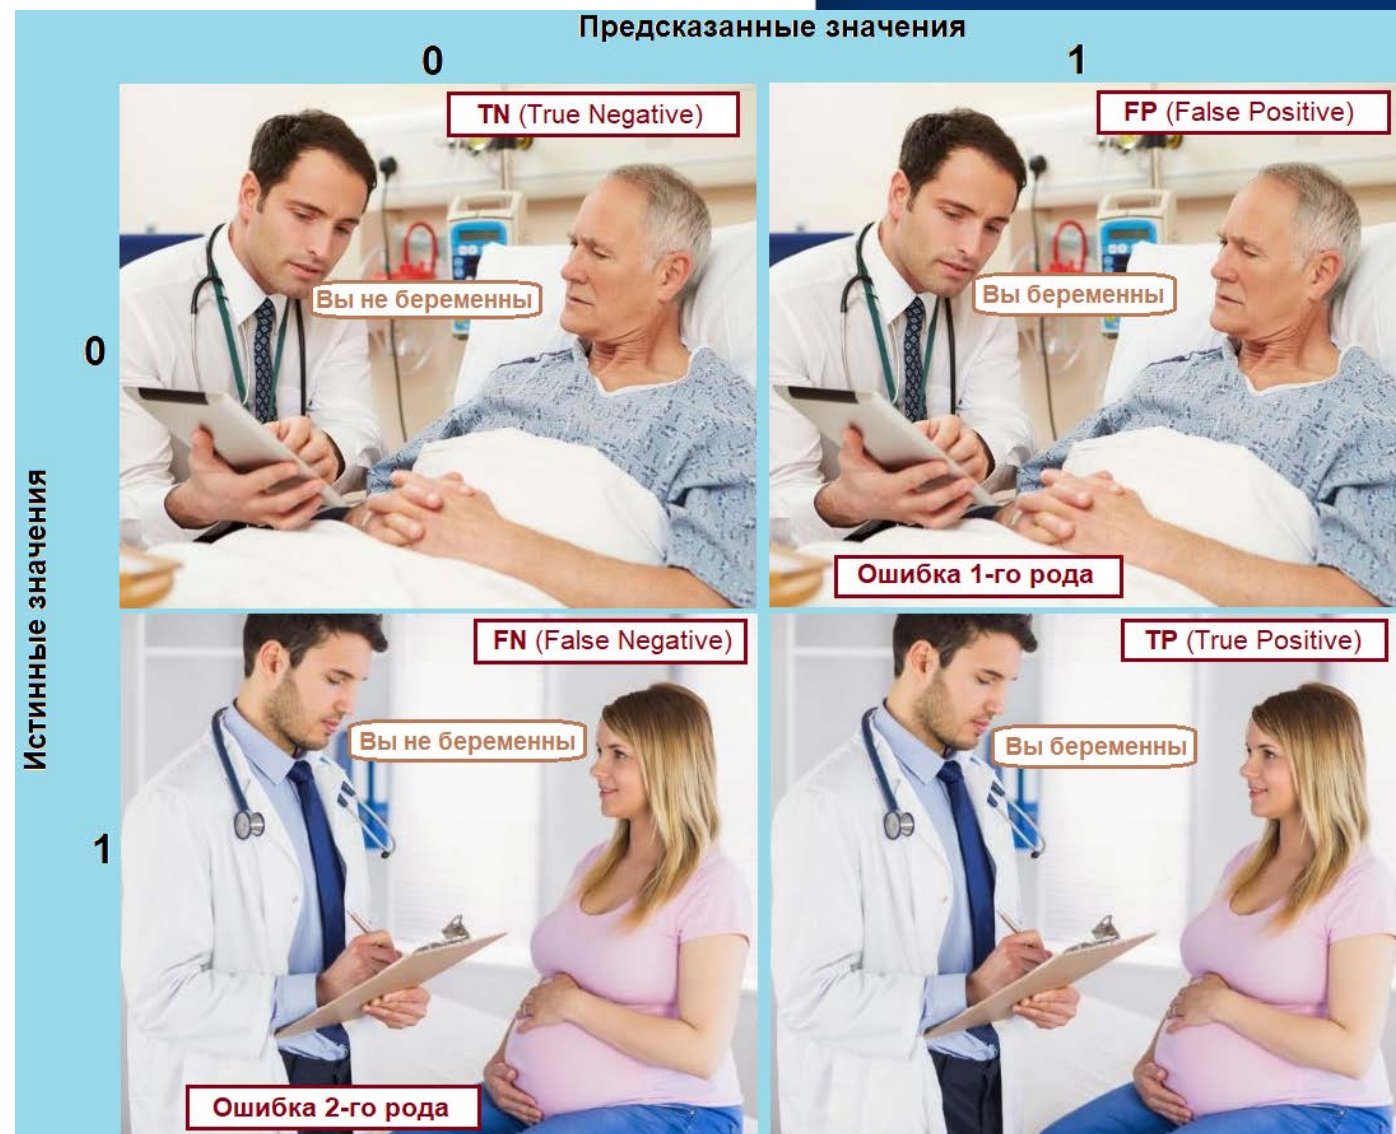 Предсказанные значения
0
1
TN (True Negative)
FP (False Positive)
Вы не беременны
Вы беременны
0
Ошибка 1-го рода
Истинные значения
FN (False Negative)
TP (True Positive)
Вы не беременны
Вы беременны
1
Ошибка 2-го рода